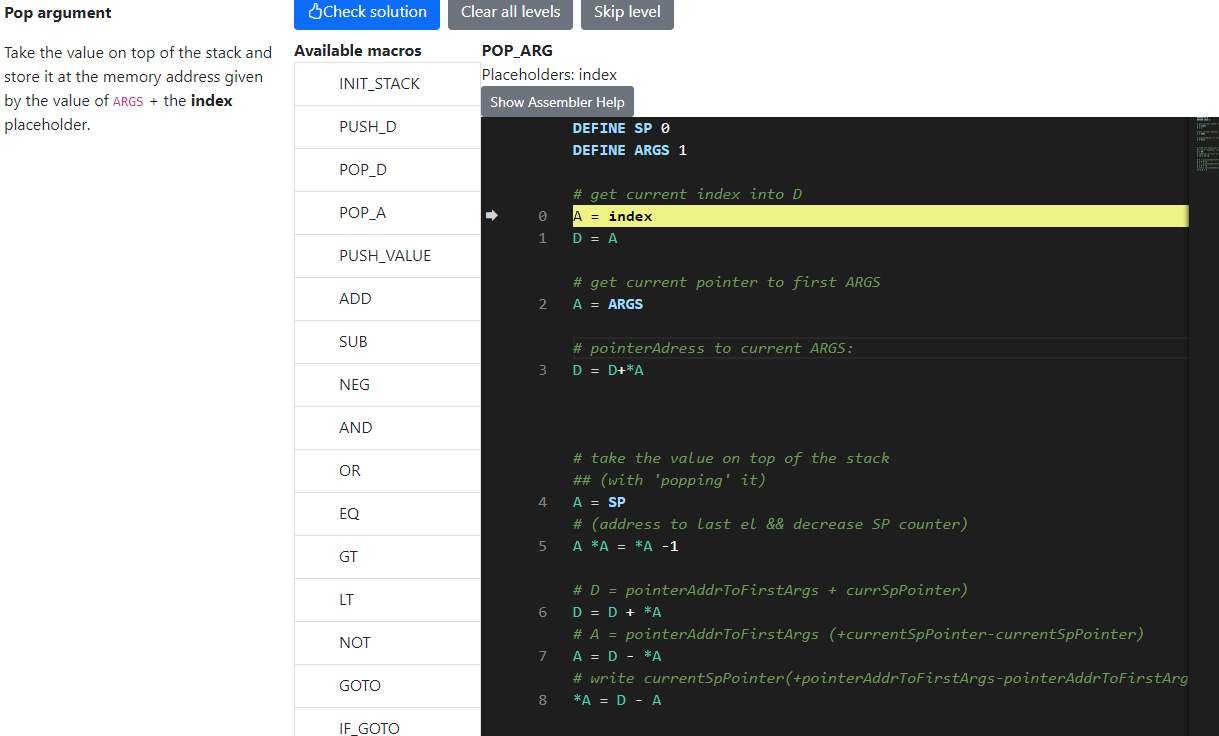 Pop argument
Take the value on top of the stack and
store it at the memory address given
by the value of ARGS + the index
placeholder.
Check solution
Clear all levels
Skip level
Available macros
INIT_STACK
PUSH_D
POP_D
POP_A
PUSH_VALUE
ADD
SUB
NEG
AND
OR
EQ
GT
LT
NOT
GOTO
IF_GOTO
POP_ARG
Placeholders: index
Show Assembler Help
DEFINE SP 0
DEFINE ARGS 1
# get current index into D
0 A = index
1 D = A
# get current pointer to first ARGS
2 A = ARGS
# pointerAdress to current ARGS:
3 D = D+*A
# take the value on top of the stack
## (with 'popping' it)
4 A = SP
# (address to last el && decrease SP counter)
5 A *A = *A -1
# D = pointerAddrToFirstArgs + currSpPointer)
6 D = D + *A
# A = pointerAddrToFirstArgs (+currentSpPointer-currentSpPointer)
7 A = D - *A
# write currentSpPointer(+pointerAddrToFirstArgs-pointerAddrToFirstArg
8 *A = D - A